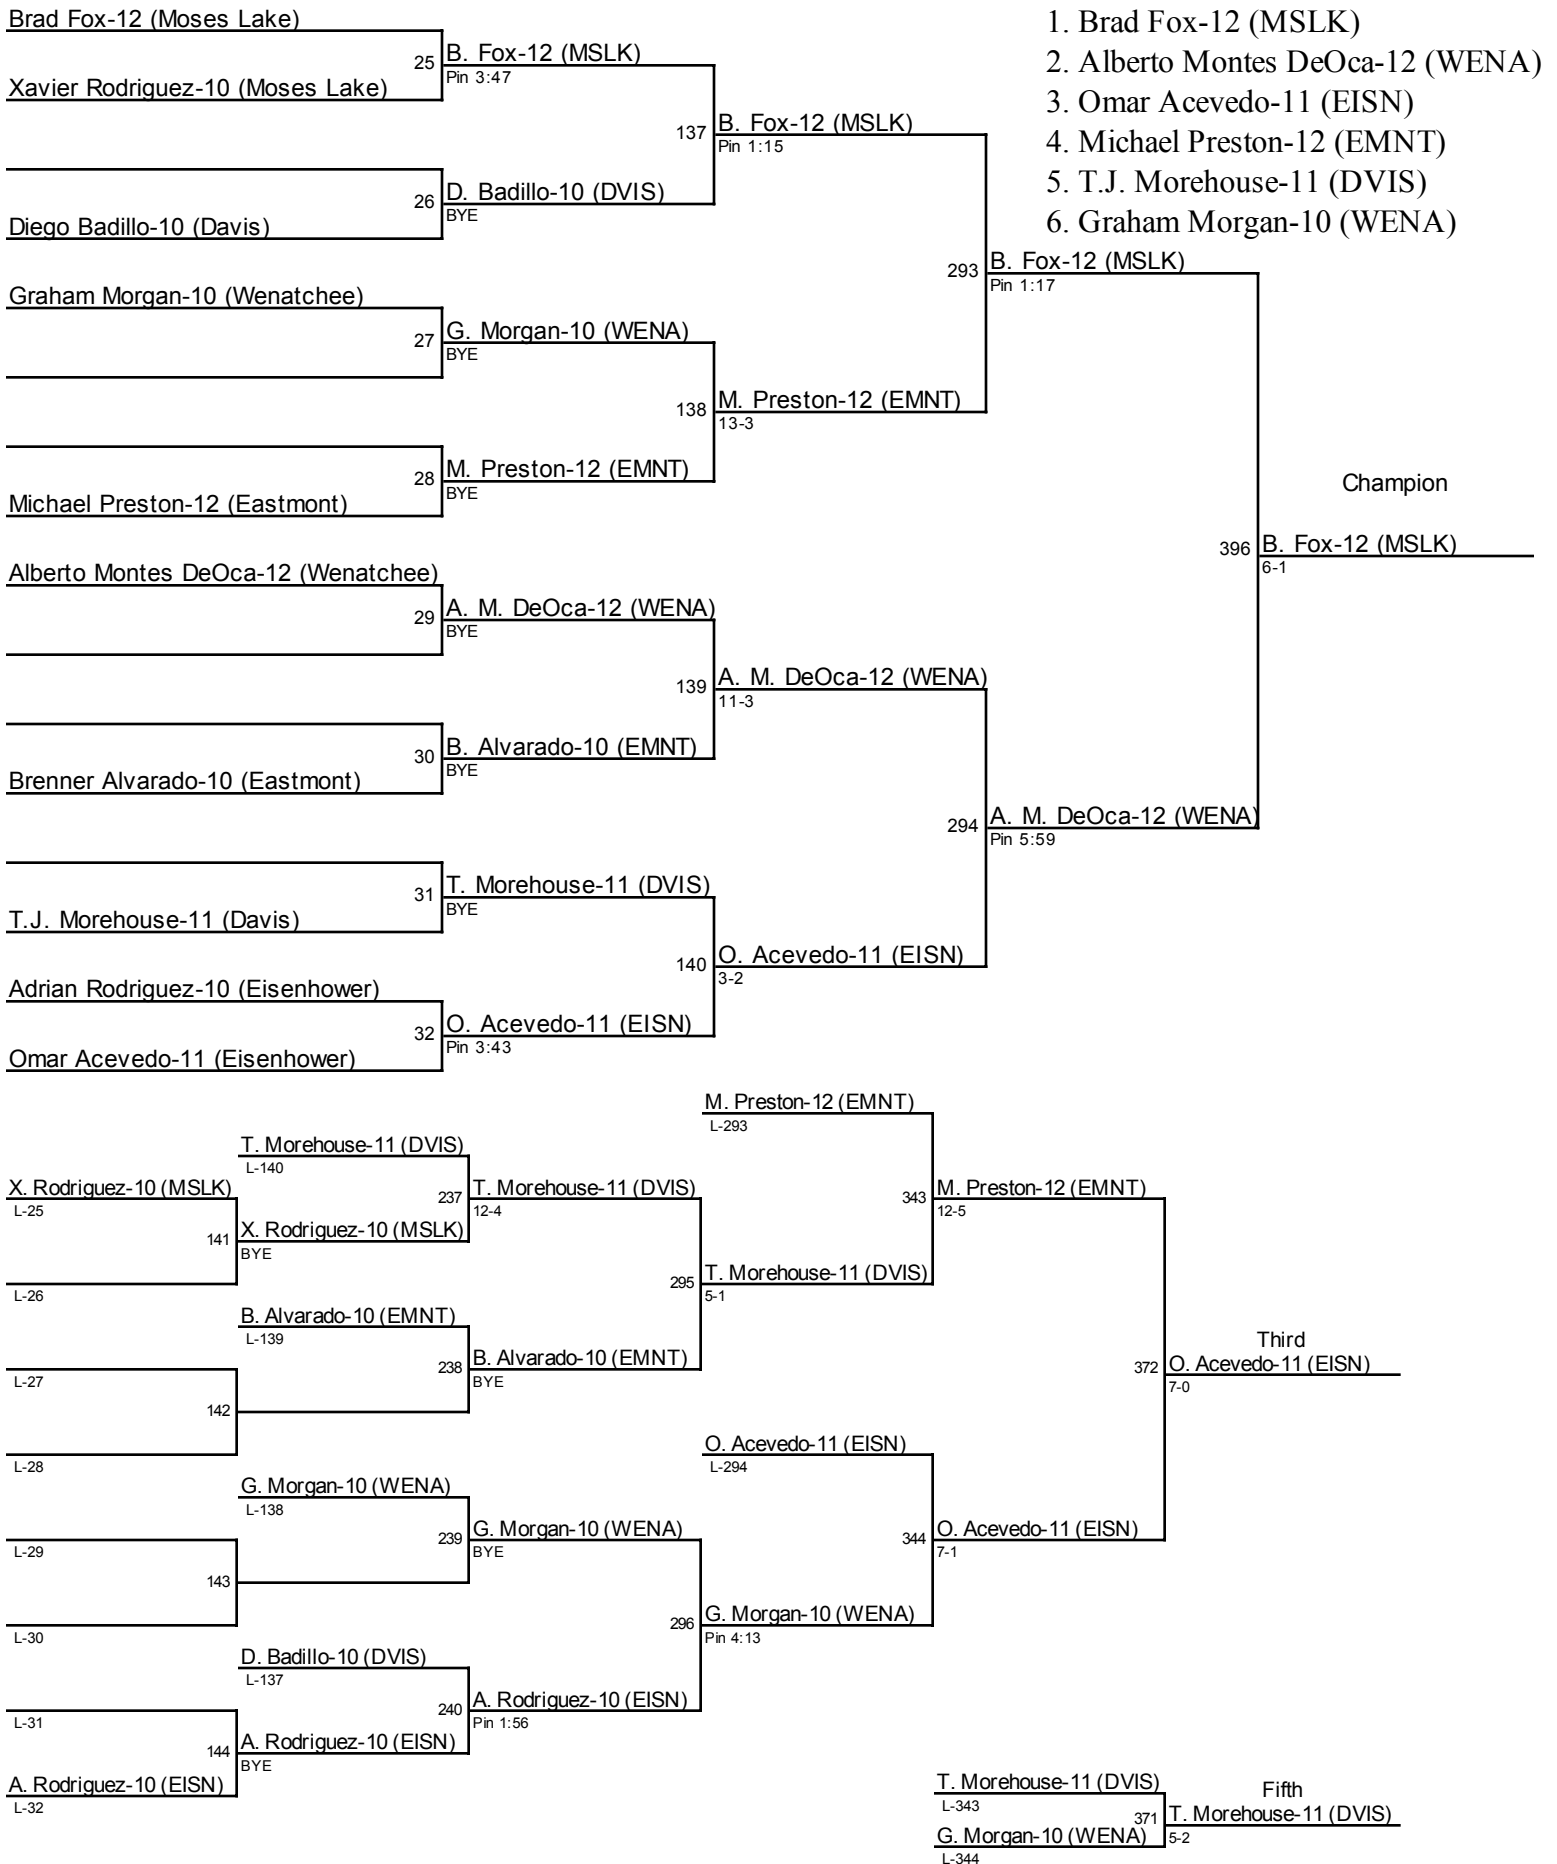 Brad Fox-12 (Moses Lake)
25
B. Fox-12 (MSLK)
Pin 3:47
Xavier Rodriguez-10 (Moses Lake)
137
B. Fox-12 (MSLK)
Pin 1:15
26
D. Badillo-10 (DVIS)
BYE
Diego Badillo-10 (Davis)
293
B. Fox-12 (MSLK)
Pin 1:17
Graham Morgan-10 (Wenatchee)
27
G. Morgan-10 (WENA)
BYE
138
M. Preston-12 (EMNT)
13-3
28
M. Preston-12 (EMNT)
BYE
Michael Preston-12 (Eastmont)
1. Brad Fox-12 (MSLK)
2. Alberto Montes DeOca-12 (WENA)
3. Omar Acevedo-11 (EISN)
4. Michael Preston-12 (EMNT)
5. T.J. Morehouse-11 (DVIS)
6. Graham Morgan-10 (WENA)
Champion
396
B. Fox-12 (MSLK)
6-1
Alberto Montes DeOca-12 (Wenatchee)
29
A. M. DeOca-12 (WENA)
BYE
139
A. M. DeOca-12 (WENA)
11-3
30
B. Alvarado-10 (EMNT)
BYE
Brenner Alvarado-10 (Eastmont)
294
A. M. DeOca-12 (WENA)
Pin 5:59
31
T. Morehouse-11 (DVIS)
BYE
T.J. Morehouse-11 (Davis)
140
O. Acevedo-11 (EISN)
3-2
Adrian Rodriguez-10 (Eisenhower)
32
O. Acevedo-11 (EISN)
Pin 3:43
Omar Acevedo-11 (Eisenhower)
M. Preston-12 (EMNT)
L-293
T. Morehouse-11 (DVIS)
L-140
X. Rodriguez-10 (MSLK)
L-25
237
T. Morehouse-11 (DVIS)
12-4
343
M. Preston-12 (EMNT)
12-5
141
X. Rodriguez-10 (MSLK)
BYE
L-26
295
T. Morehouse-11 (DVIS)
5-1
B. Alvarado-10 (EMNT)
L-139
238
B. Alvarado-10 (EMNT)
BYE
L-27
142
L-28
Third
372
O. Acevedo-11 (EISN)
7-0
O. Acevedo-11 (EISN)
L-294
G. Morgan-10 (WENA)
L-138
239
G. Morgan-10 (WENA)
BYE
344
O. Acevedo-11 (EISN)
7-1
L-29
143
L-30
296
G. Morgan-10 (WENA)
Pin 4:13
D. Badillo-10 (DVIS)
L-137
240
A. Rodriguez-10 (EISN)
Pin 1:56
L-31
144
A. Rodriguez-10 (EISN)
BYE
A. Rodriguez-10 (EISN)
L-32
T. Morehouse-11 (DVIS)
L-343
Fifth
371
T. Morehouse-11 (DVIS)
5-2
G. Morgan-10 (WENA)
L-344